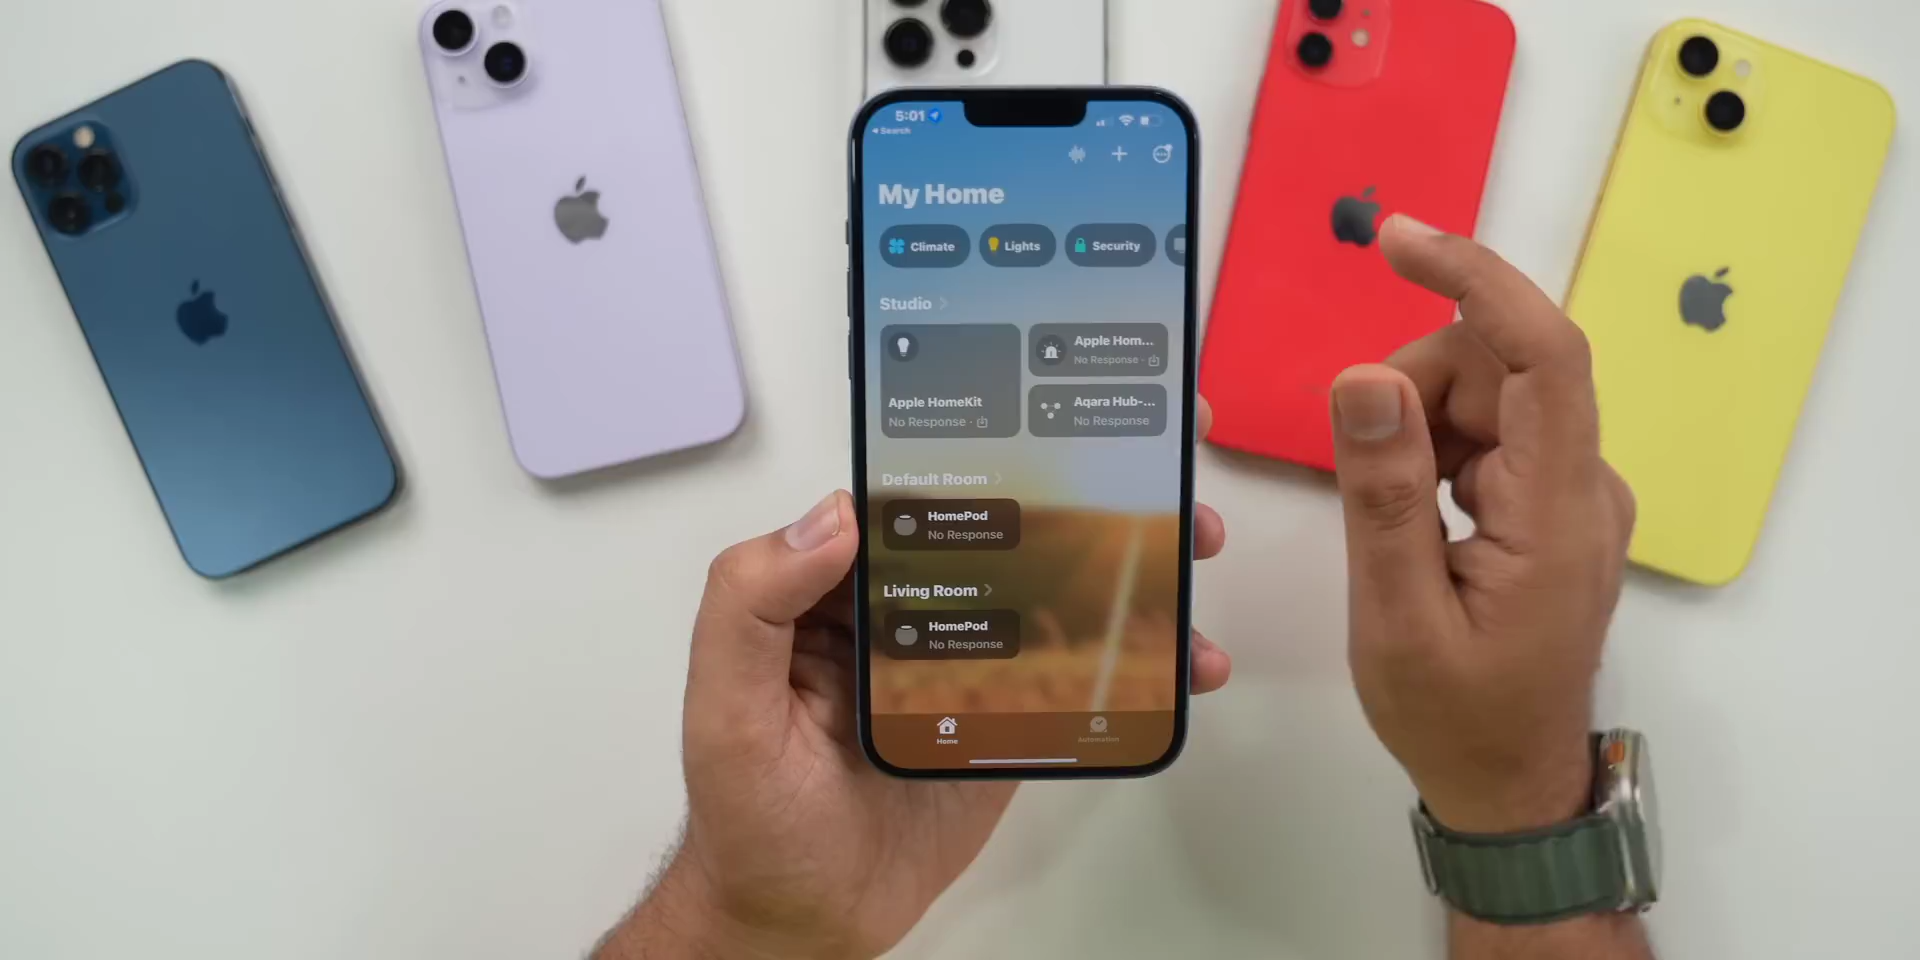 5:01
Search
My Home
Climate
Lights
Security
Studio
Apple HomeKit
No Response ·
Apple Hom...
No Response ·
Aqara Hub-...
No Response
Default Room
HomePod
No Response
Living Room
HomePod
No Response
Home
Automation